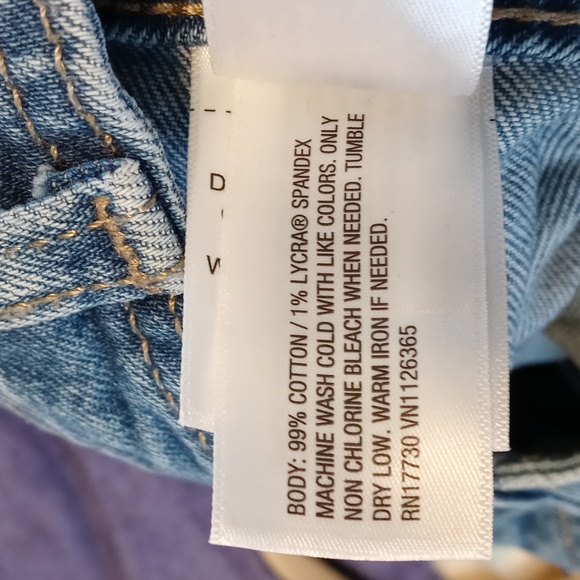 BODY: 99% COTTON / 1% LYCRA® SPANDEX
MACHINE WASH COLD WITH LIKE COLORS. ONLY
NON CHLORINE BLEACH WHEN NEEDED. TUMBLE
DRY LOW. WARM IRON IF NEEDED.
RN17730 VN1126365
D
W